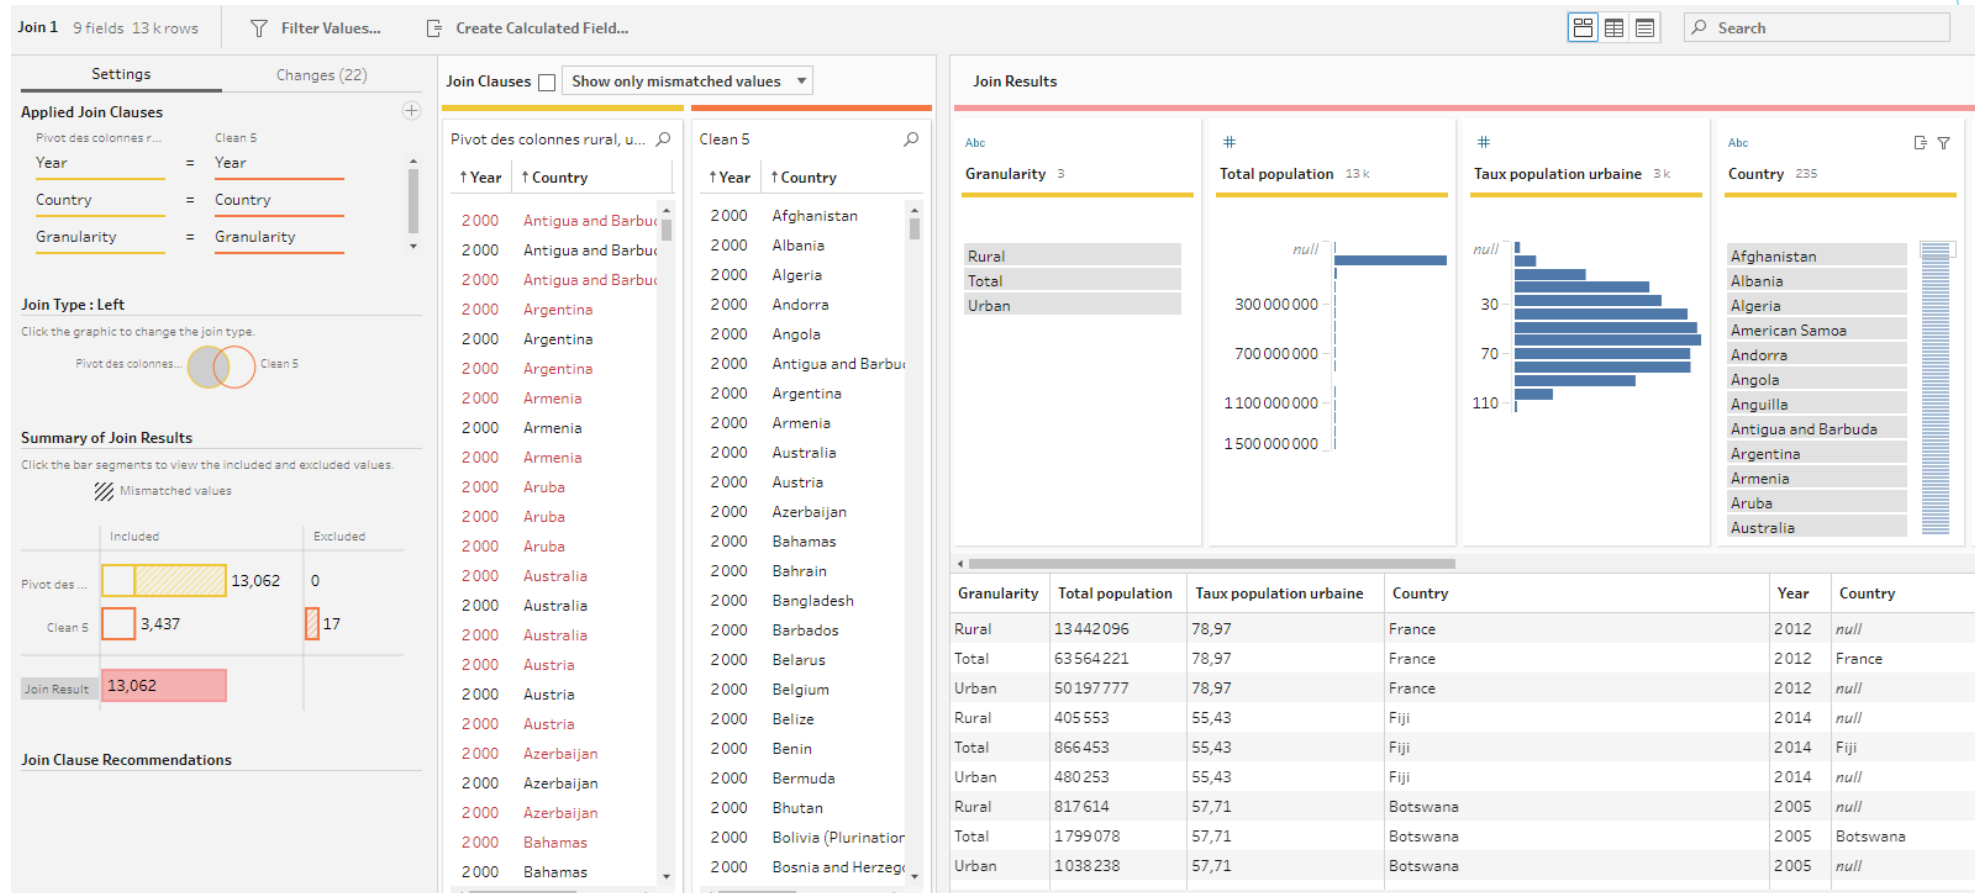 Join 1 9 fields 13 k rows Filter Values... Create Calculated Field... Search
Settings Changes (22)
Applied Join Clauses
Pivot des colonnes r... Clean 5
Year = Year
Country = Country
Granularity = Granularity
Join Type : Left
Click the graphic to change the join type.
Pivot des colonnes... Clean 5
Summary of Join Results
Click the bar segments to view the included and excluded values.
Mismatched values
Included Excluded
Pivot des ... 13,062 0
Clean 5 3,437 17
Join Result 13,062
Join Clause Recommendations
Join Clauses Show only mismatched values
Pivot des colonnes rural, u...
↑ Year ↑ Country
2000 Antigua and Barbuc
2000 Antigua and Barbuc
2000 Antigua and Barbuc
2000 Argentina
2000 Argentina
2000 Argentina
2000 Armenia
2000 Armenia
2000 Armenia
2000 Aruba
2000 Aruba
2000 Aruba
2000 Australia
2000 Australia
2000 Australia
2000 Austria
2000 Austria
2000 Austria
2000 Azerbaijan
2000 Azerbaijan
2000 Azerbaijan
2000 Bahamas
2000 Bahamas
Clean 5
↑ Year ↑ Country
2000 Afghanistan
2000 Albania
2000 Algeria
2000 Andorra
2000 Angola
2000 Antigua and Barbu
2000 Argentina
2000 Armenia
2000 Australia
2000 Austria
2000 Azerbaijan
2000 Bahamas
2000 Bahrain
2000 Bangladesh
2000 Barbados
2000 Belarus
2000 Belgium
2000 Belize
2000 Benin
2000 Bermuda
2000 Bhutan
2000 Bolivia (Plurination
2000 Bosnia and Herzego
Join Results
Abc
Granularity 3
Rural
Total
Urban
#
Total population 13 k
null
300 000 000
700 000 000
1 100 000 000
1 500 000 000
#
Taux population urbaine 3 k
null
30
70
110
Abc
Country 235
Afghanistan
Albania
Algeria
American Samoa
Andorra
Angola
Anguilla
Antigua and Barbuda
Argentina
Armenia
Aruba
Australia
Granularity Total population Taux population urbaine Country Year Country
Rural 13 442 096 78,97 France 2012 null
Total 63 564 221 78,97 France 2012 France
Urban 50 197 777 78,97 France 2012 null
Rural 405 553 55,43 Fiji 2014 null
Total 866 453 55,43 Fiji 2014 Fiji
Urban 480 253 55,43 Fiji 2014 null
Rural 817 614 57,71 Botswana 2005 null
Total 1 799 078 57,71 Botswana 2005 Botswana
Urban 1 038 238 57,71 Botswana 2005 null